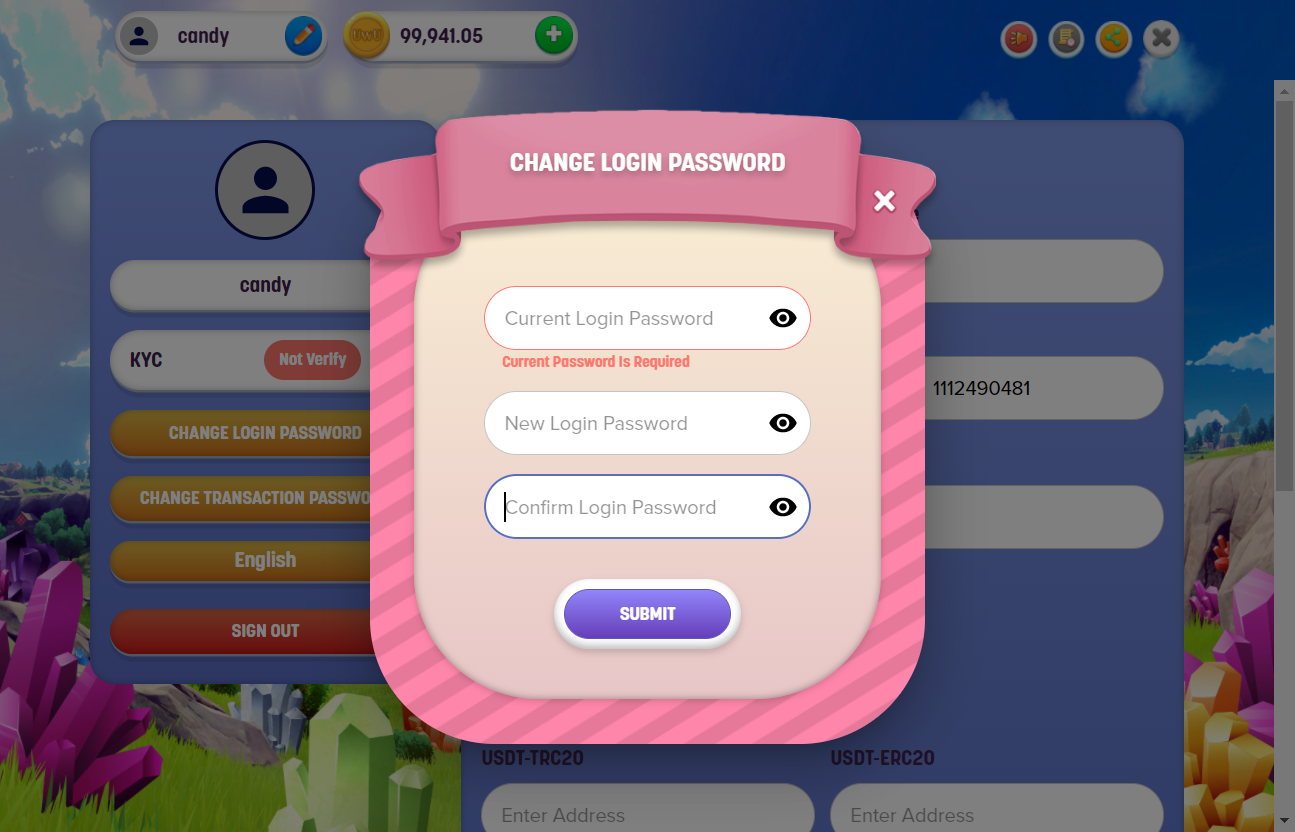 candy
UWU
99,941.05
CHANGE LOGIN PASSWORD
candy
Current Login Password
KYC
Not Verify
Current Password Is Required
1112490481
CHANGE LOGIN PASSWORD
New Login Password
CHANGE TRANSACTION PASSWO
Confirm Login Password
English
SUBMIT
SIGN OUT
USDT-TRC20
USDT-ERC20
Enter Address
Enter Address